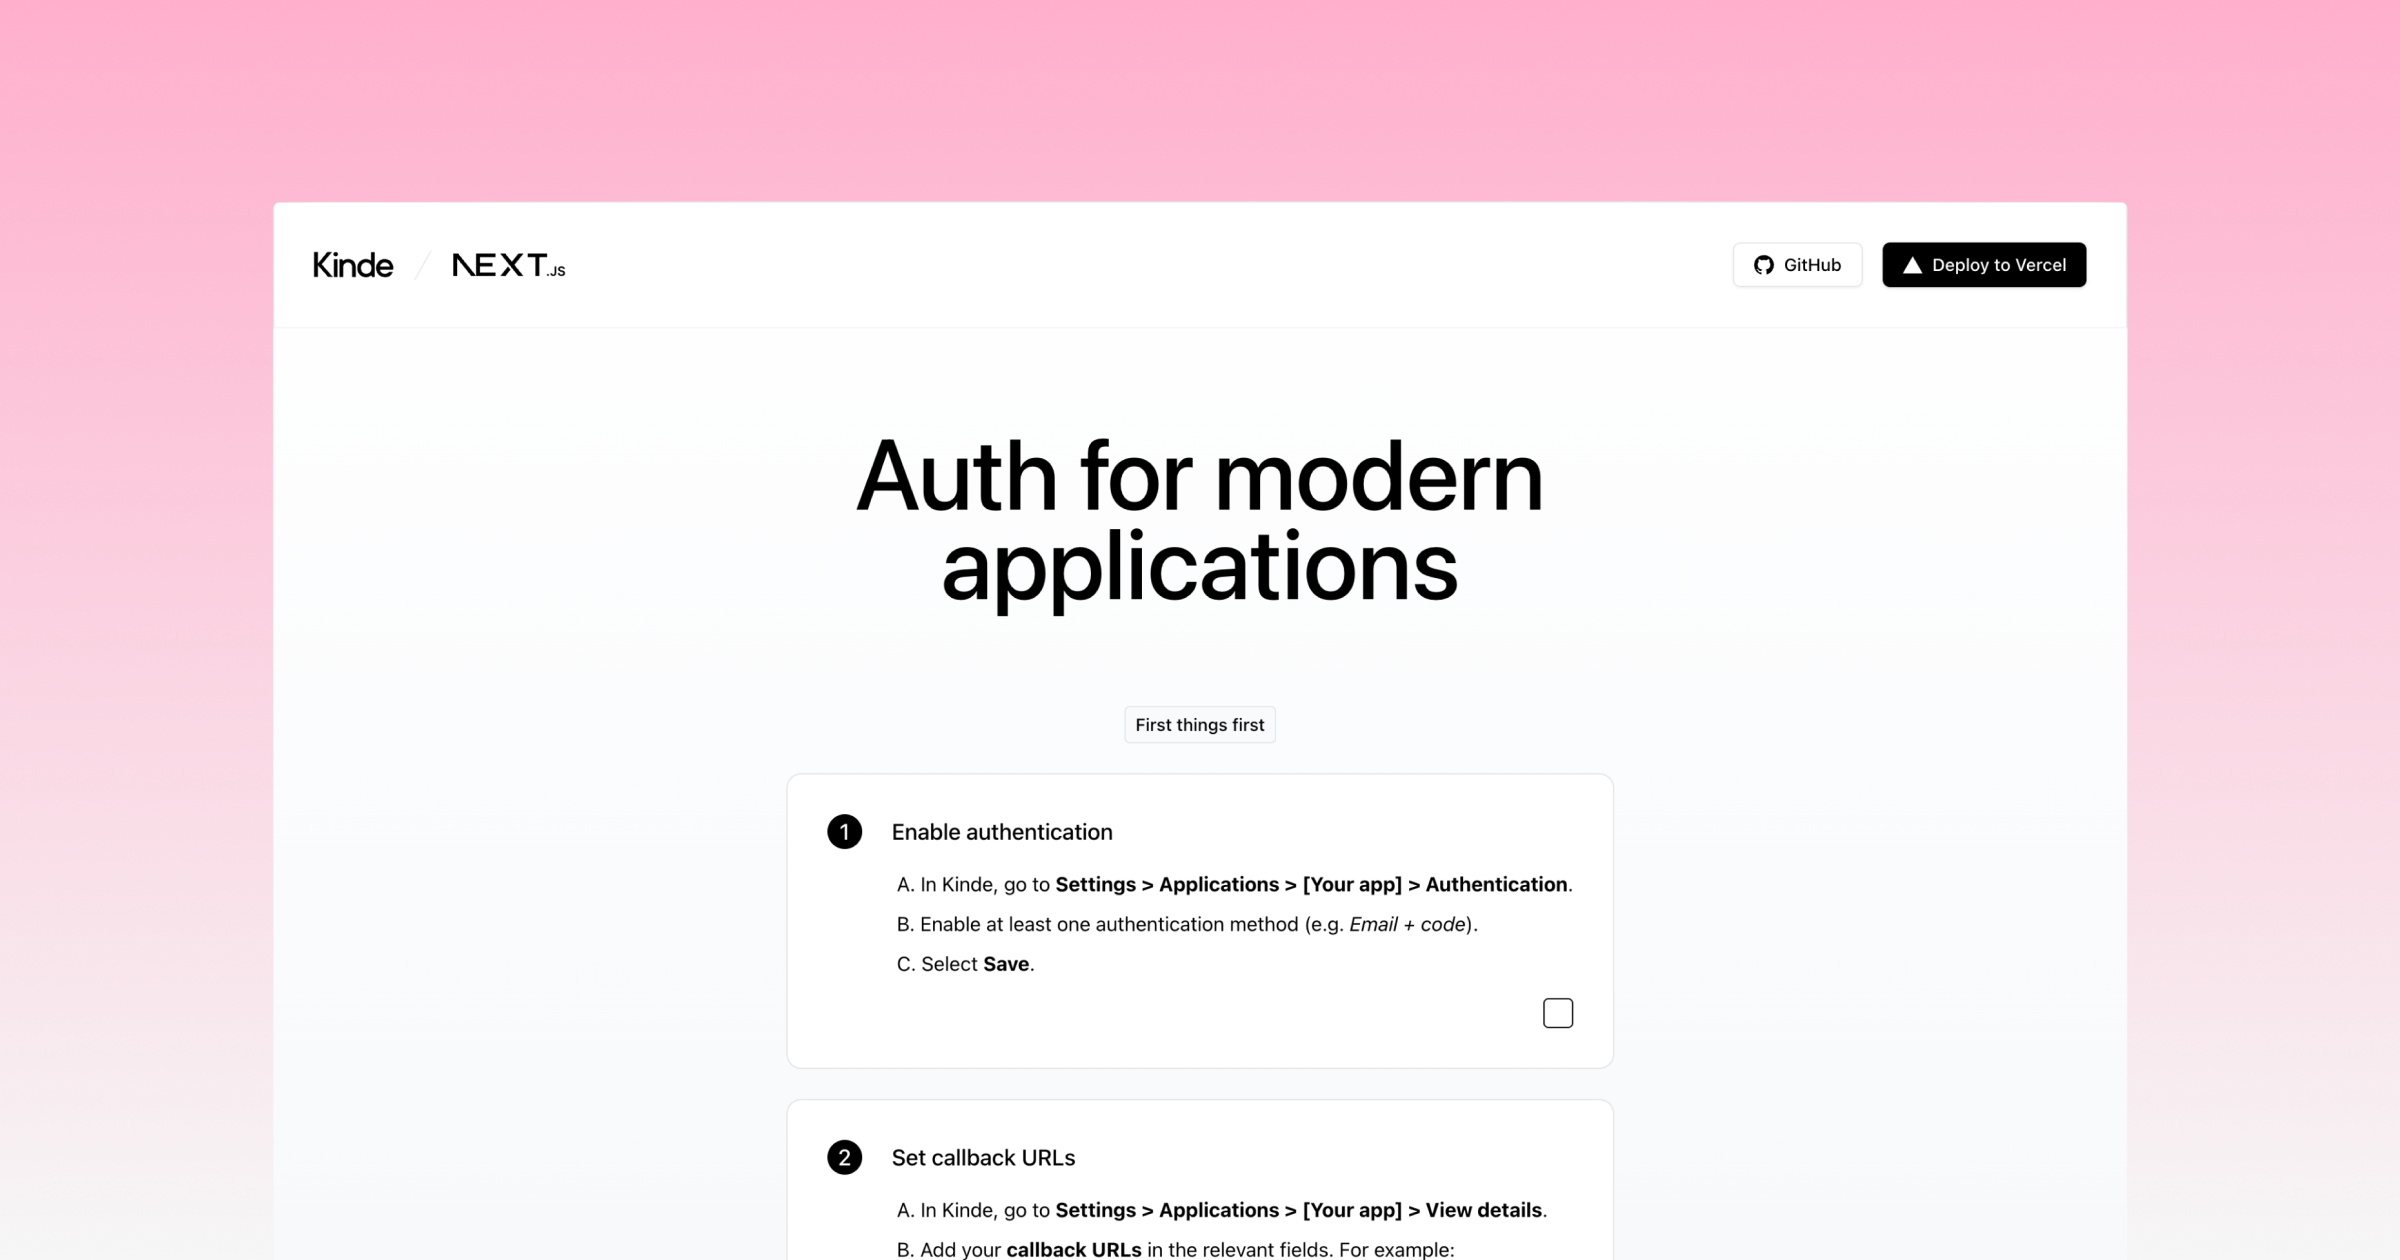 Kinde / NEXT.JS
GitHub
Deploy to Vercel
Auth for modern
applications
First things first
1 Enable authentication
A. In Kinde, go to Settings > Applications > [Your app] > Authentication.
B. Enable at least one authentication method (e.g. Email + code).
C. Select Save.
2 Set callback URLs
A. In Kinde, go to Settings > Applications > [Your app] > View details.
B. Add your callback URLs in the relevant fields. For example: